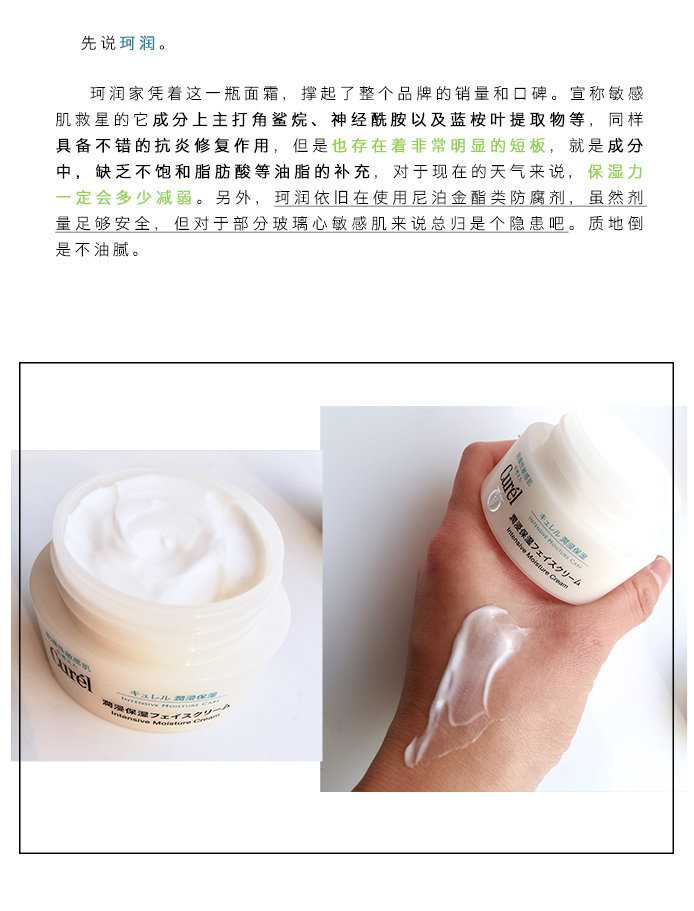 先说珂润。
珂润家凭着这一瓶面霜，撑起了整个品牌的销量和口碑。宣称敏感
肌救星的它成分上主打角鲨烷、神经酰胺以及蓝桉叶提取物等，同样
具备不错的抗炎修复作用，但是也存在着非常明显的短板，就是成分
中，缺乏不饱和脂肪酸等油脂的补充，对于现在的天气来说，保湿力
一定会多少减弱。另外，珂润依旧在使用尼泊金酯类防腐剂，虽然剂
量足够安全，但对于部分玻璃心敏感肌来说总归是个隐患吧。质地倒
是不油腻。
Curél
キュレル 潤浸保湿
INTENSIVE MOISTURE CARE
潤浸保湿フェイスクリーム
Intensive Moisture Cream
Curél
キュレル 潤浸保湿
INTENSIVE MOISTURE CARE
潤浸保湿フェイスクリーム
Intensive Moisture Cream